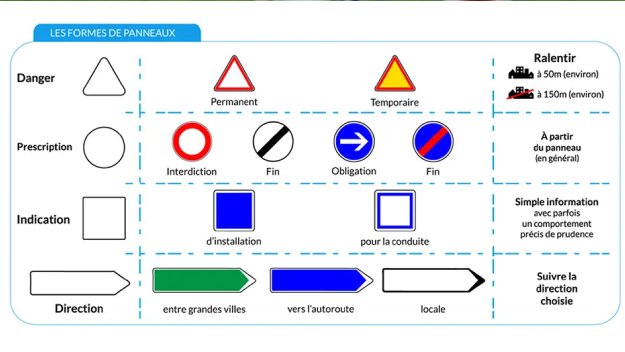 LES FORMES DE PANNEAUX
Danger
Permanent
Temporaire
Ralentir
à 50m (environ)
à 150m (environ)
Prescription
Interdiction
Fin
Obligation
Fin
À partir
du panneau
(en général)
Indication
d'installation
pour la conduite
Simple information
avec parfois
un comportement
précis de prudence
Direction
entre grandes villes
vers l'autoroute
locale
Suivre la
direction
choisie